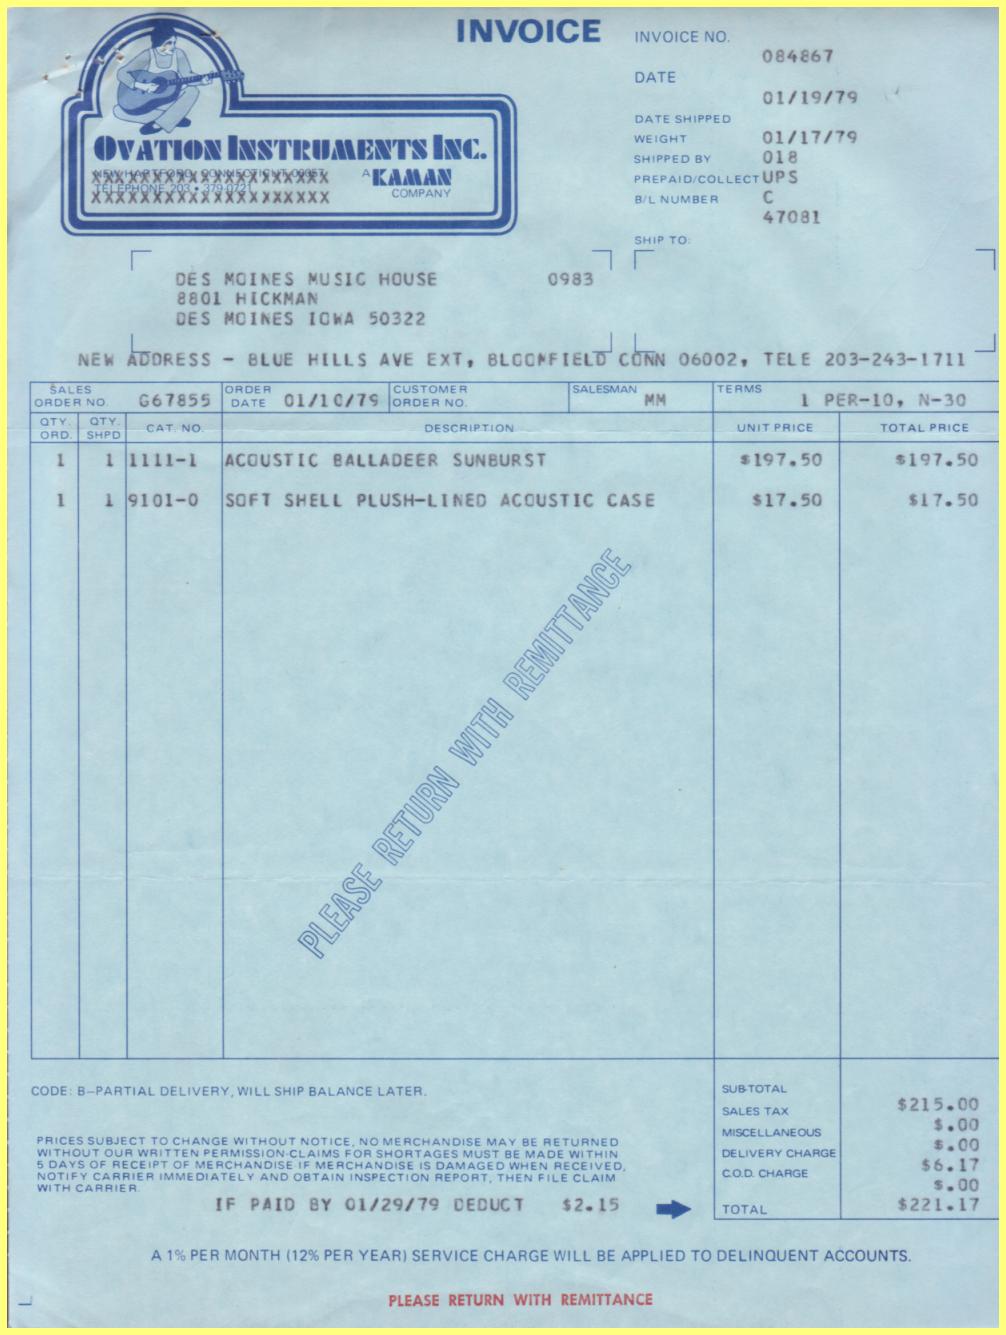 INVOICE
INVOICE NO.
084867
DATE
01/19/79
DATE SHIPPED
WEIGHT 01/17/79
SHIPPED BY 018
PREPAID/COLLECT UPS
B/L NUMBER C
47081
SHIP TO:
OVATION INSTRUMENTS INC.
NEW HARTFORD, CONNECTICUT 06057
XXXXXXXXXXXXXXXXXXXX
TELEPHONE 203 • 379-0721
XXXXXXXXXXXXXXXXXXXX
A KAMAN
COMPANY
DES MOINES MUSIC HOUSE 0983
8801 HICKMAN
DES MOINES IOWA 50322
NEW ADDRESS - BLUE HILLS AVE EXT, BLOOMFIELD CONN 06002, TELE 203-243-1711
SALES ORDER NO. G67855 ORDER DATE 01/10/79 CUSTOMER ORDER NO. SALESMAN MM TERMS 1 PER-10, N-30
QTY. ORD. QTY. SHPD CAT. NO. DESCRIPTION UNIT PRICE TOTAL PRICE
1 1 1111-1 ACOUSTIC BALLADEER SUNBURST $197.50 $197.50
1 1 9101-0 SOFT SHELL PLUSH-LINED ACOUSTIC CASE $17.50 $17.50
PLEASE RETURN WITH REMITTANCE
CODE: B-PARTIAL DELIVERY, WILL SHIP BALANCE LATER.
SUB-TOTAL $215.00
SALES TAX $.00
MISCELLANEOUS $.00
DELIVERY CHARGE $6.17
C.O.D. CHARGE $.00
TOTAL $221.17
PRICES SUBJECT TO CHANGE WITHOUT NOTICE, NO MERCHANDISE MAY BE RETURNED
WITHOUT OUR WRITTEN PERMISSION-CLAIMS FOR SHORTAGES MUST BE MADE WITHIN
5 DAYS OF RECEIPT OF MERCHANDISE-IF MERCHANDISE IS DAMAGED WHEN RECEIVED,
NOTIFY CARRIER IMMEDIATELY AND OBTAIN INSPECTION REPORT, THEN FILE CLAIM
WITH CARRIER.
IF PAID BY 01/29/79 DEDUCT $2.15
A 1% PER MONTH (12% PER YEAR) SERVICE CHARGE WILL BE APPLIED TO DELINQUENT ACCOUNTS.
PLEASE RETURN WITH REMITTANCE